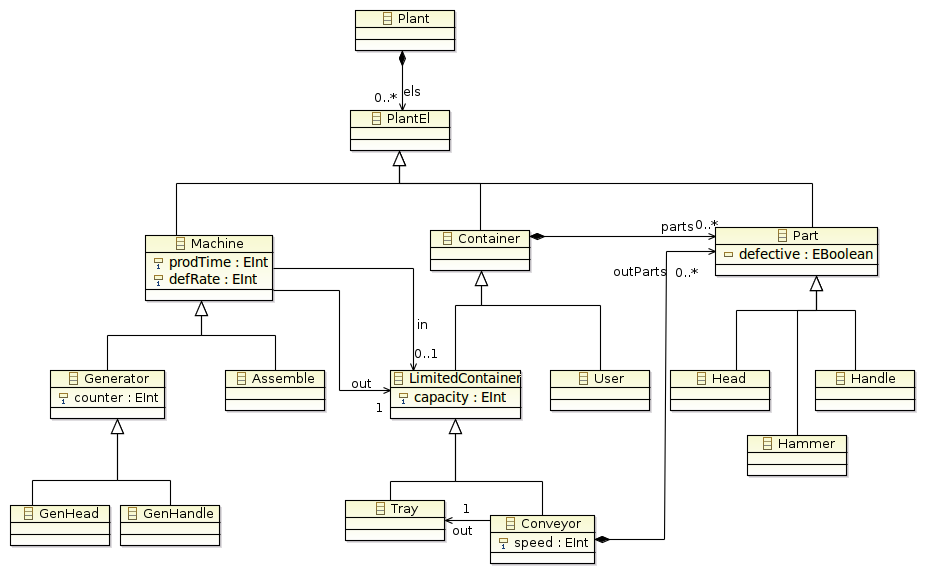 Plant
els
0..*
PlantEl
Machine
prodTime : EInt
defRate : EInt
Container
parts
0..*
Part
defective : EBoolean
outParts
0..*
in
0..1
out
1
Generator
counter : EInt
Assemble
LimitedContainer
capacity : EInt
User
Head
Handle
Hammer
GenHead
GenHandle
Tray
1
out
Conveyor
speed : EInt